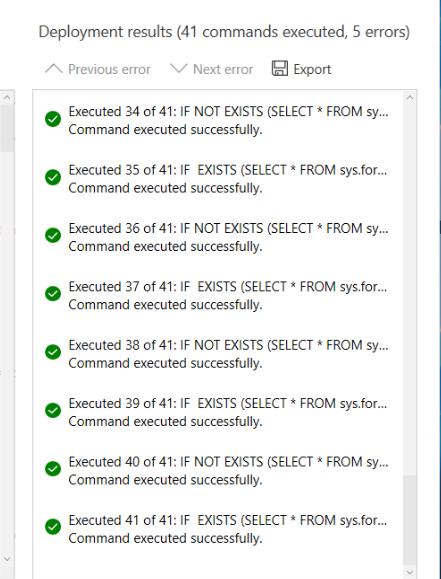 Deployment results (41 commands executed, 5 errors)
Previous error Next error Export
Executed 34 of 41: IF NOT EXISTS (SELECT * FROM sy...
Command executed successfully.
Executed 35 of 41: IF  EXISTS (SELECT * FROM sys.for...
Command executed successfully.
Executed 36 of 41: IF NOT EXISTS (SELECT * FROM sy...
Command executed successfully.
Executed 37 of 41: IF  EXISTS (SELECT * FROM sys.for...
Command executed successfully.
Executed 38 of 41: IF NOT EXISTS (SELECT * FROM sy...
Command executed successfully.
Executed 39 of 41: IF  EXISTS (SELECT * FROM sys.for...
Command executed successfully.
Executed 40 of 41: IF NOT EXISTS (SELECT * FROM sy...
Command executed successfully.
Executed 41 of 41: IF  EXISTS (SELECT * FROM sys.for...
Command executed successfully.